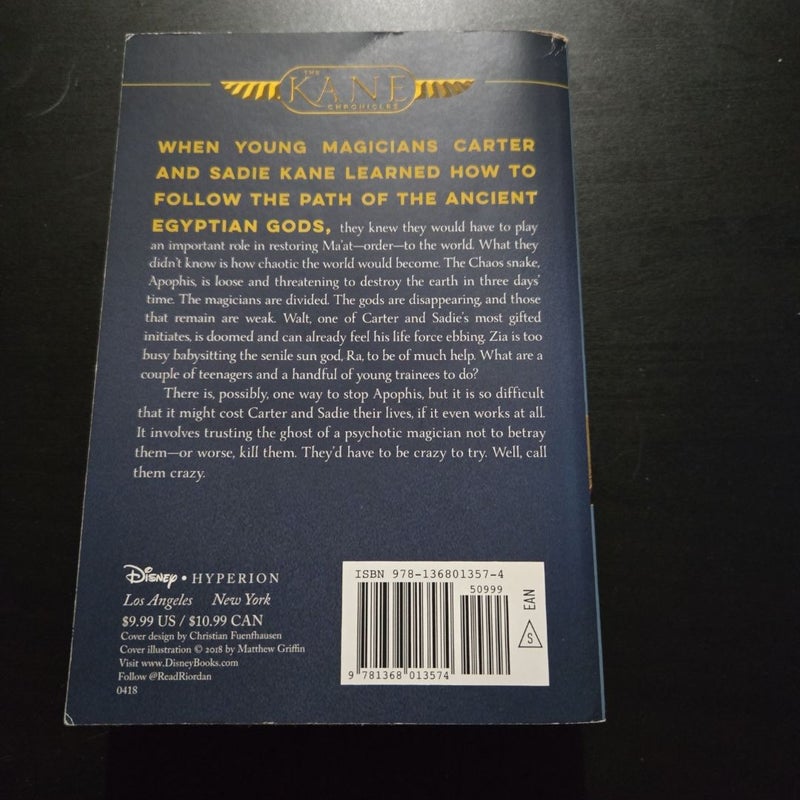 THE
KANE
CHRONICLES
WHEN YOUNG MAGICIANS CARTER
AND SADIE KANE LEARNED HOW TO
FOLLOW THE PATH OF THE ANCIENT
EGYPTIAN GODS, they knew they would have to play
an important role in restoring Ma'at—order—to the world. What they
didn't know is how chaotic the world would become. The Chaos snake,
Apophis, is loose and threatening to destroy the earth in three days'
time. The magicians are divided. The gods are disappearing, and those
that remain are weak. Walt, one of Carter and Sadie's most gifted
initiates, is doomed and can already feel his life force ebbing. Zia is too
busy babysitting the senile sun god, Ra, to be of much help. What are a
couple of teenagers and a handful of young trainees to do?
There is, possibly, one way to stop Apophis, but it is so difficult
that it might cost Carter and Sadie their lives, if it even works at all.
It involves trusting the ghost of a psychotic magician not to betray
them—or worse, kill them. They'd have to be crazy to try. Well, call
them crazy.
Disney • HYPERION
Los Angeles New York
$9.99 US / $10.99 CAN
Cover design by Christian Fuenfhausen
Cover illustration © 2018 by Matthew Griffin
Visit www.DisneyBooks.com
Follow @ReadRiordan
0418
ISBN 978-136801357-4
50999
9 781368 013574
EAN
S